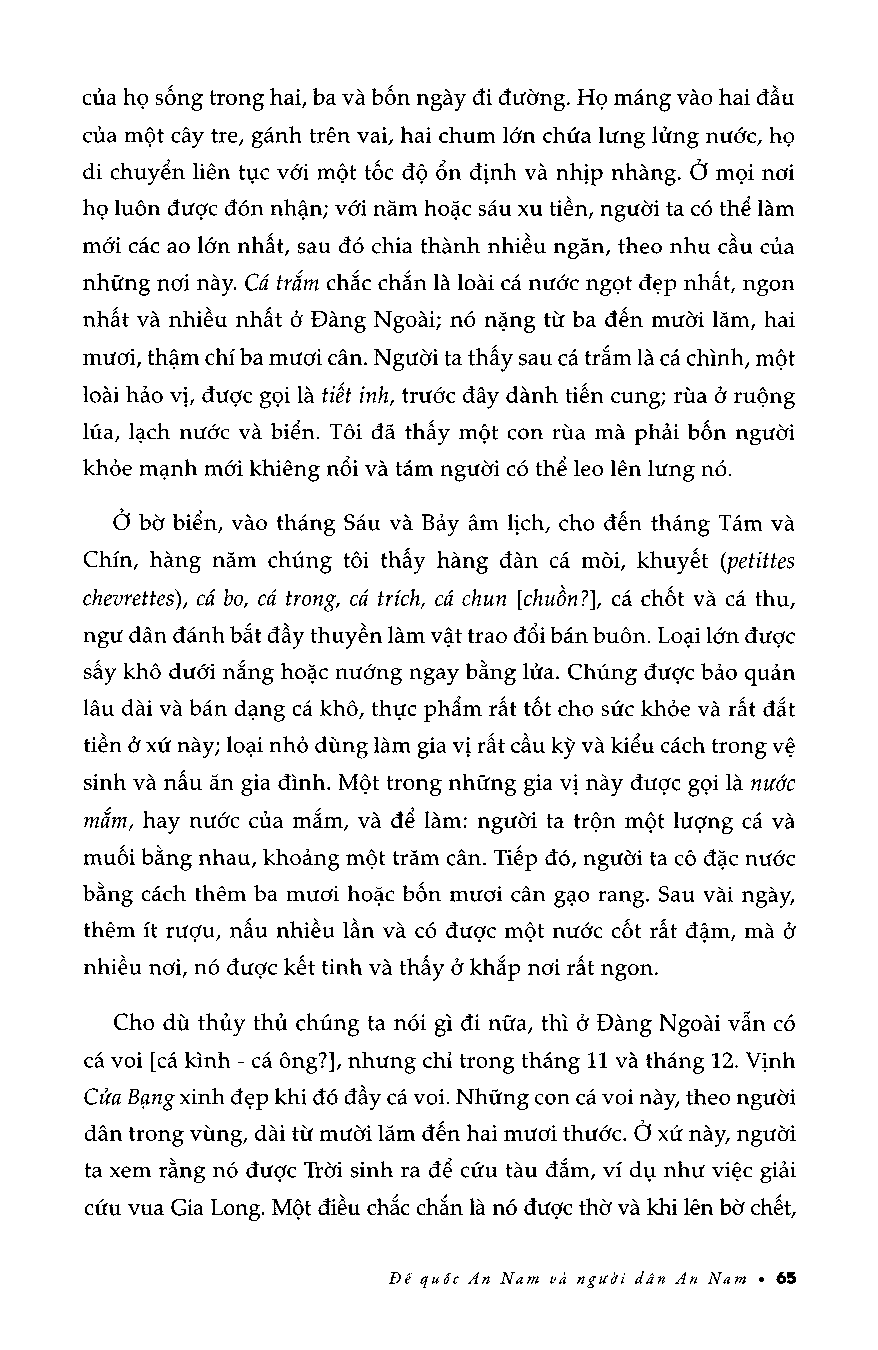 của họ sống trong hai, ba và bốn ngày đi đường. Họ máng vào hai đầu
của một cây tre, gánh trên vai, hai chum lớn chứa lưng lửng nước, họ
di chuyển liên tục với một tốc độ ổn định và nhịp nhàng. Ở mọi nơi
họ luôn được đón nhận; với năm hoặc sáu xu tiền, người ta có thể làm
mới các ao lớn nhất, sau đó chia thành nhiều ngăn, theo nhu cầu của
những nơi này. Cá trắm chắc chắn là loài cá nước ngọt đẹp nhất, ngon
nhất và nhiều nhất ở Đàng Ngoài; nó nặng từ ba đến mười lăm, hai
mươi, thậm chí ba mươi cân. Người ta thấy sau cá trắm là cá chình, một
loài hảo vị, được gọi là tiết inh, trước đây dành tiến cung; rùa ở ruộng
lúa, lạch nước và biển. Tôi đã thấy một con rùa mà phải bốn người
khỏe mạnh mới khiêng nổi và tám người có thể leo lên lưng nó.
Ở bờ biển, vào tháng Sáu và Bảy âm lịch, cho đến tháng Tám và
Chín, hàng năm chúng tôi thấy hàng đàn cá mòi, khuyết (petittes
chevrettes), cá bo, cá trong, cá trích, cá chun [chuồn?], cá chốt và cá thu,
ngư dân đánh bắt đầy thuyền làm vật trao đổi bán buôn. Loại lớn được
sấy khô dưới nắng hoặc nướng ngay bằng lửa. Chúng được bảo quản
lâu dài và bán dạng cá khô, thực phẩm rất tốt cho sức khỏe và rất đắt
tiền ở xứ này; loại nhỏ dùng làm gia vị rất cầu kỳ và kiểu cách trong vệ
sinh và nấu ăn gia đình. Một trong những gia vị này được gọi là nước
mắm, hay nước của mắm, và để làm: người ta trộn một lượng cá và
muối bằng nhau, khoảng một trăm cân. Tiếp đó, người ta cô đặc nước
bằng cách thêm ba mươi hoặc bốn mươi cân gạo rang. Sau vài ngày,
thêm ít rượu, nấu nhiều lần và có được một nước cốt rất đậm, mà ở
nhiều nơi, nó được kết tinh và thấy ở khắp nơi rất ngon.
Cho dù thủy thủ chúng ta nói gì đi nữa, thì ở Đàng Ngoài vẫn có
cá voi [cá kình - cá ông?], nhưng chỉ trong tháng 11 và tháng 12. Vịnh
Cửa Bạng xinh đẹp khi đó đầy cá voi. Những con cá voi này, theo người
dân trong vùng, dài từ mười lăm đến hai mươi thước. Ở xứ này, người
ta xem rằng nó được Trời sinh ra để cứu tàu đắm, ví dụ như việc giải
cứu vua Gia Long. Một điều chắc chắn là nó được thờ và khi lên bờ chết,
Đế quốc An Nam và người dân An Nam • 65